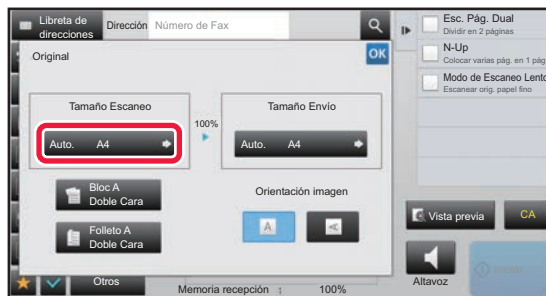 Libreta de
direcciones
Dirección
Número de Fax
Original
OK
Tamaño Escaneo
Auto. A4
100%
Tamaño Envío
Auto. A4
Bloc A
Doble Cara
Folleto A
Doble Cara
Orientación imagen
A
A
Otros
Memoria recepción : 100%
Esc. Pág. Dual
Dividir en 2 páginas
N-Up
Colocar varias pág. en 1 pág
Modo de Escaneo Lento
Escanear orig. papel fino
Vista previa
CA
Altavoz